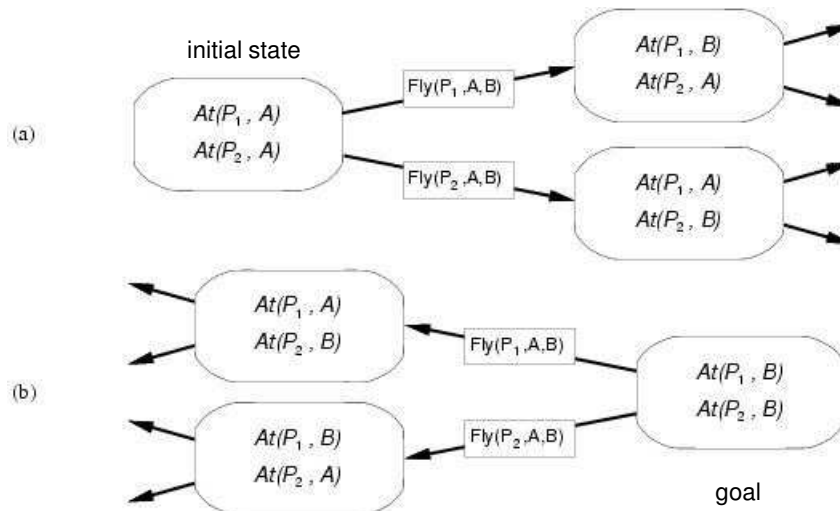 initial state
(a)
At(P₁ , A)
At(P₂ , A)
Fly(P₁ ,A,B)
Fly(P₂ ,A,B)
At(P₁ , B)
At(P₂ , A)
At(P₁ , A)
At(P₂ , B)
(b)
At(P₁ , A)
At(P₂ , B)
At(P₁ , B)
At(P₂ , A)
Fly(P₁ ,A,B)
Fly(P₂ ,A,B)
At(P₁ , B)
At(P₂ , B)
goal